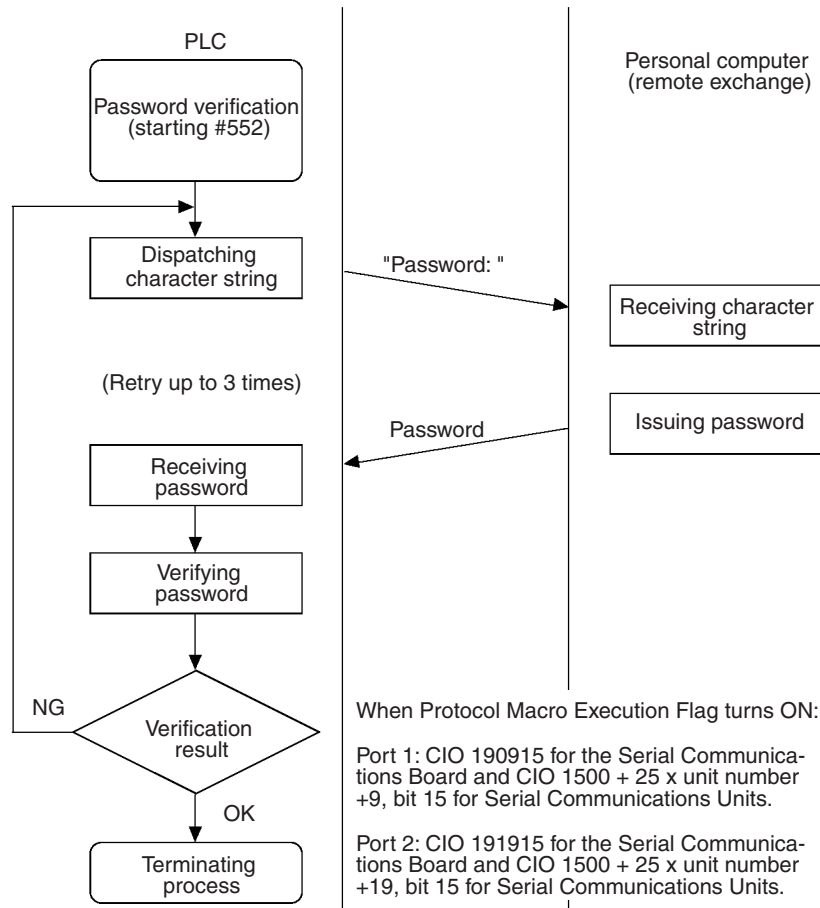 PLC
Personal computer
(remote exchange)
Password verification
(starting #552)
Dispatching
character string
"Password: "
Receiving character
string
(Retry up to 3 times)
Issuing password
Password
Receiving
password
Verifying
password
NG
Verification
result
OK
Terminating
process
When Protocol Macro Execution Flag turns ON:
Port 1: CIO 190915 for the Serial Communica-
tions Board and CIO 1500 + 25 x unit number
+9, bit 15 for Serial Communications Units.
Port 2: CIO 191915 for the Serial Communica-
tions Board and CIO 1500 + 25 x unit number
+19, bit 15 for Serial Communications Units.